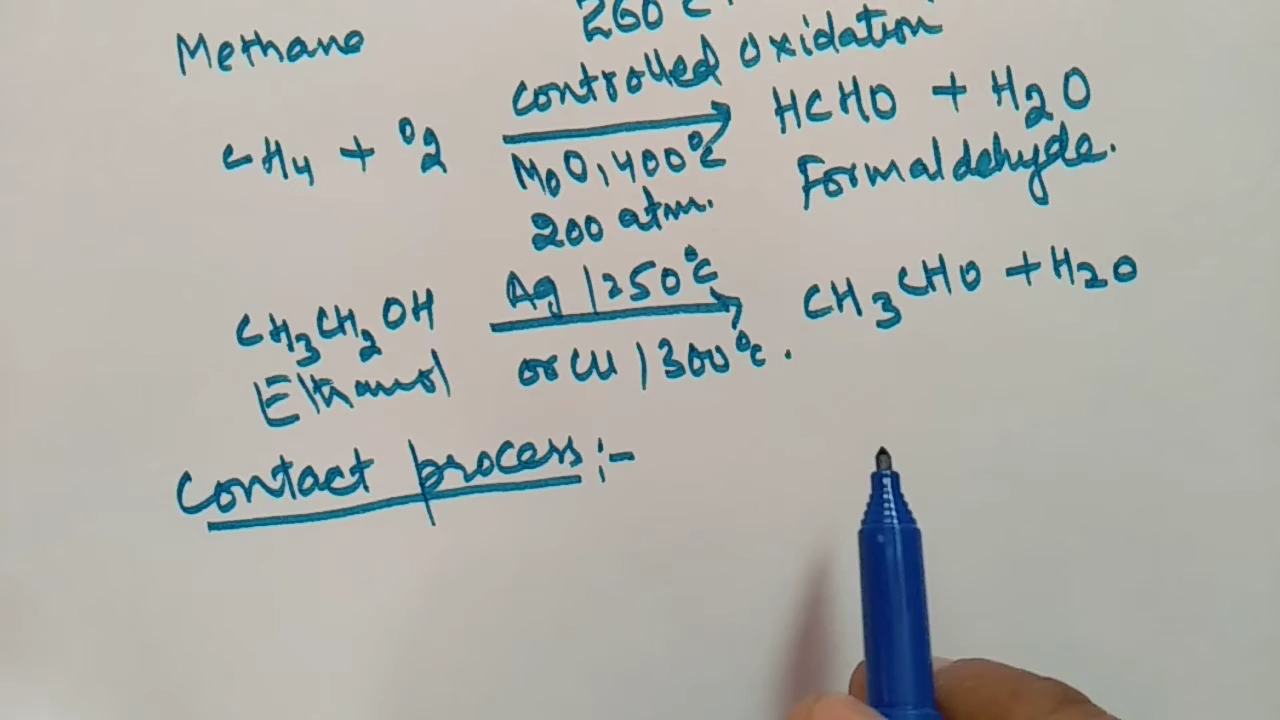 260°C.
Methane
controlled oxidation
CH4 + O2 → HCHO + H2O
MoO, 400°C Formaldehyde.
200 atm.
Ag / 250°C
CH3CH2OH → CH3CHO + H2O
Ethanol or Cu / 300°C.
Contact process :-